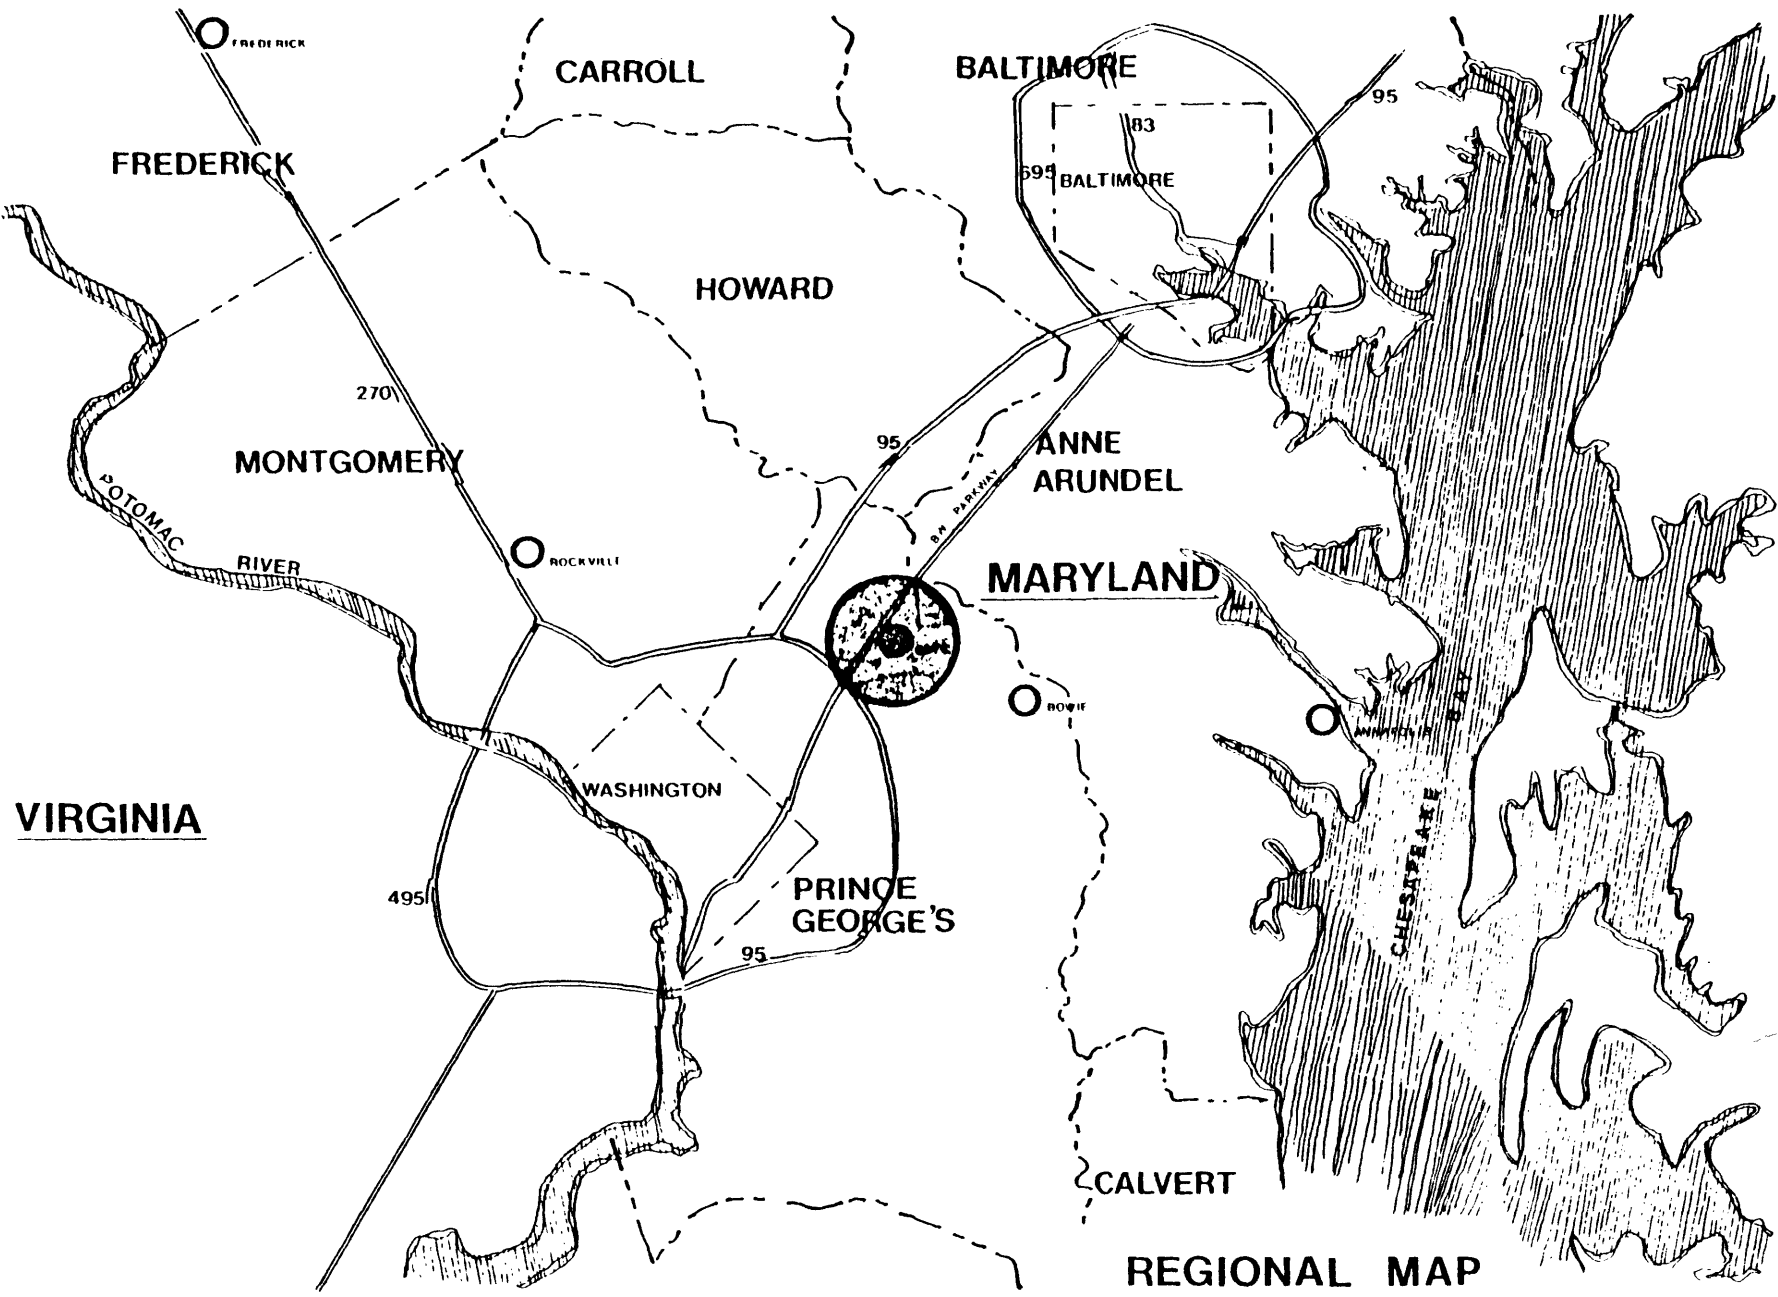 FREDERICK
CARROLL
BALTIMORE
95
83
FREDERICK
695
BALTIMORE
HOWARD
270
95
ANNE
ARUNDEL
MONTGOMERY
POTOMAC
RIVER
PARKWAY
ROCKVILLE
MARYLAND
BOWIE
ANNAPOLIS
CHESAPEAKE BAY
WASHINGTON
VIRGINIA
495
PRINCE
GEORGE'S
95
CALVERT
REGIONAL MAP